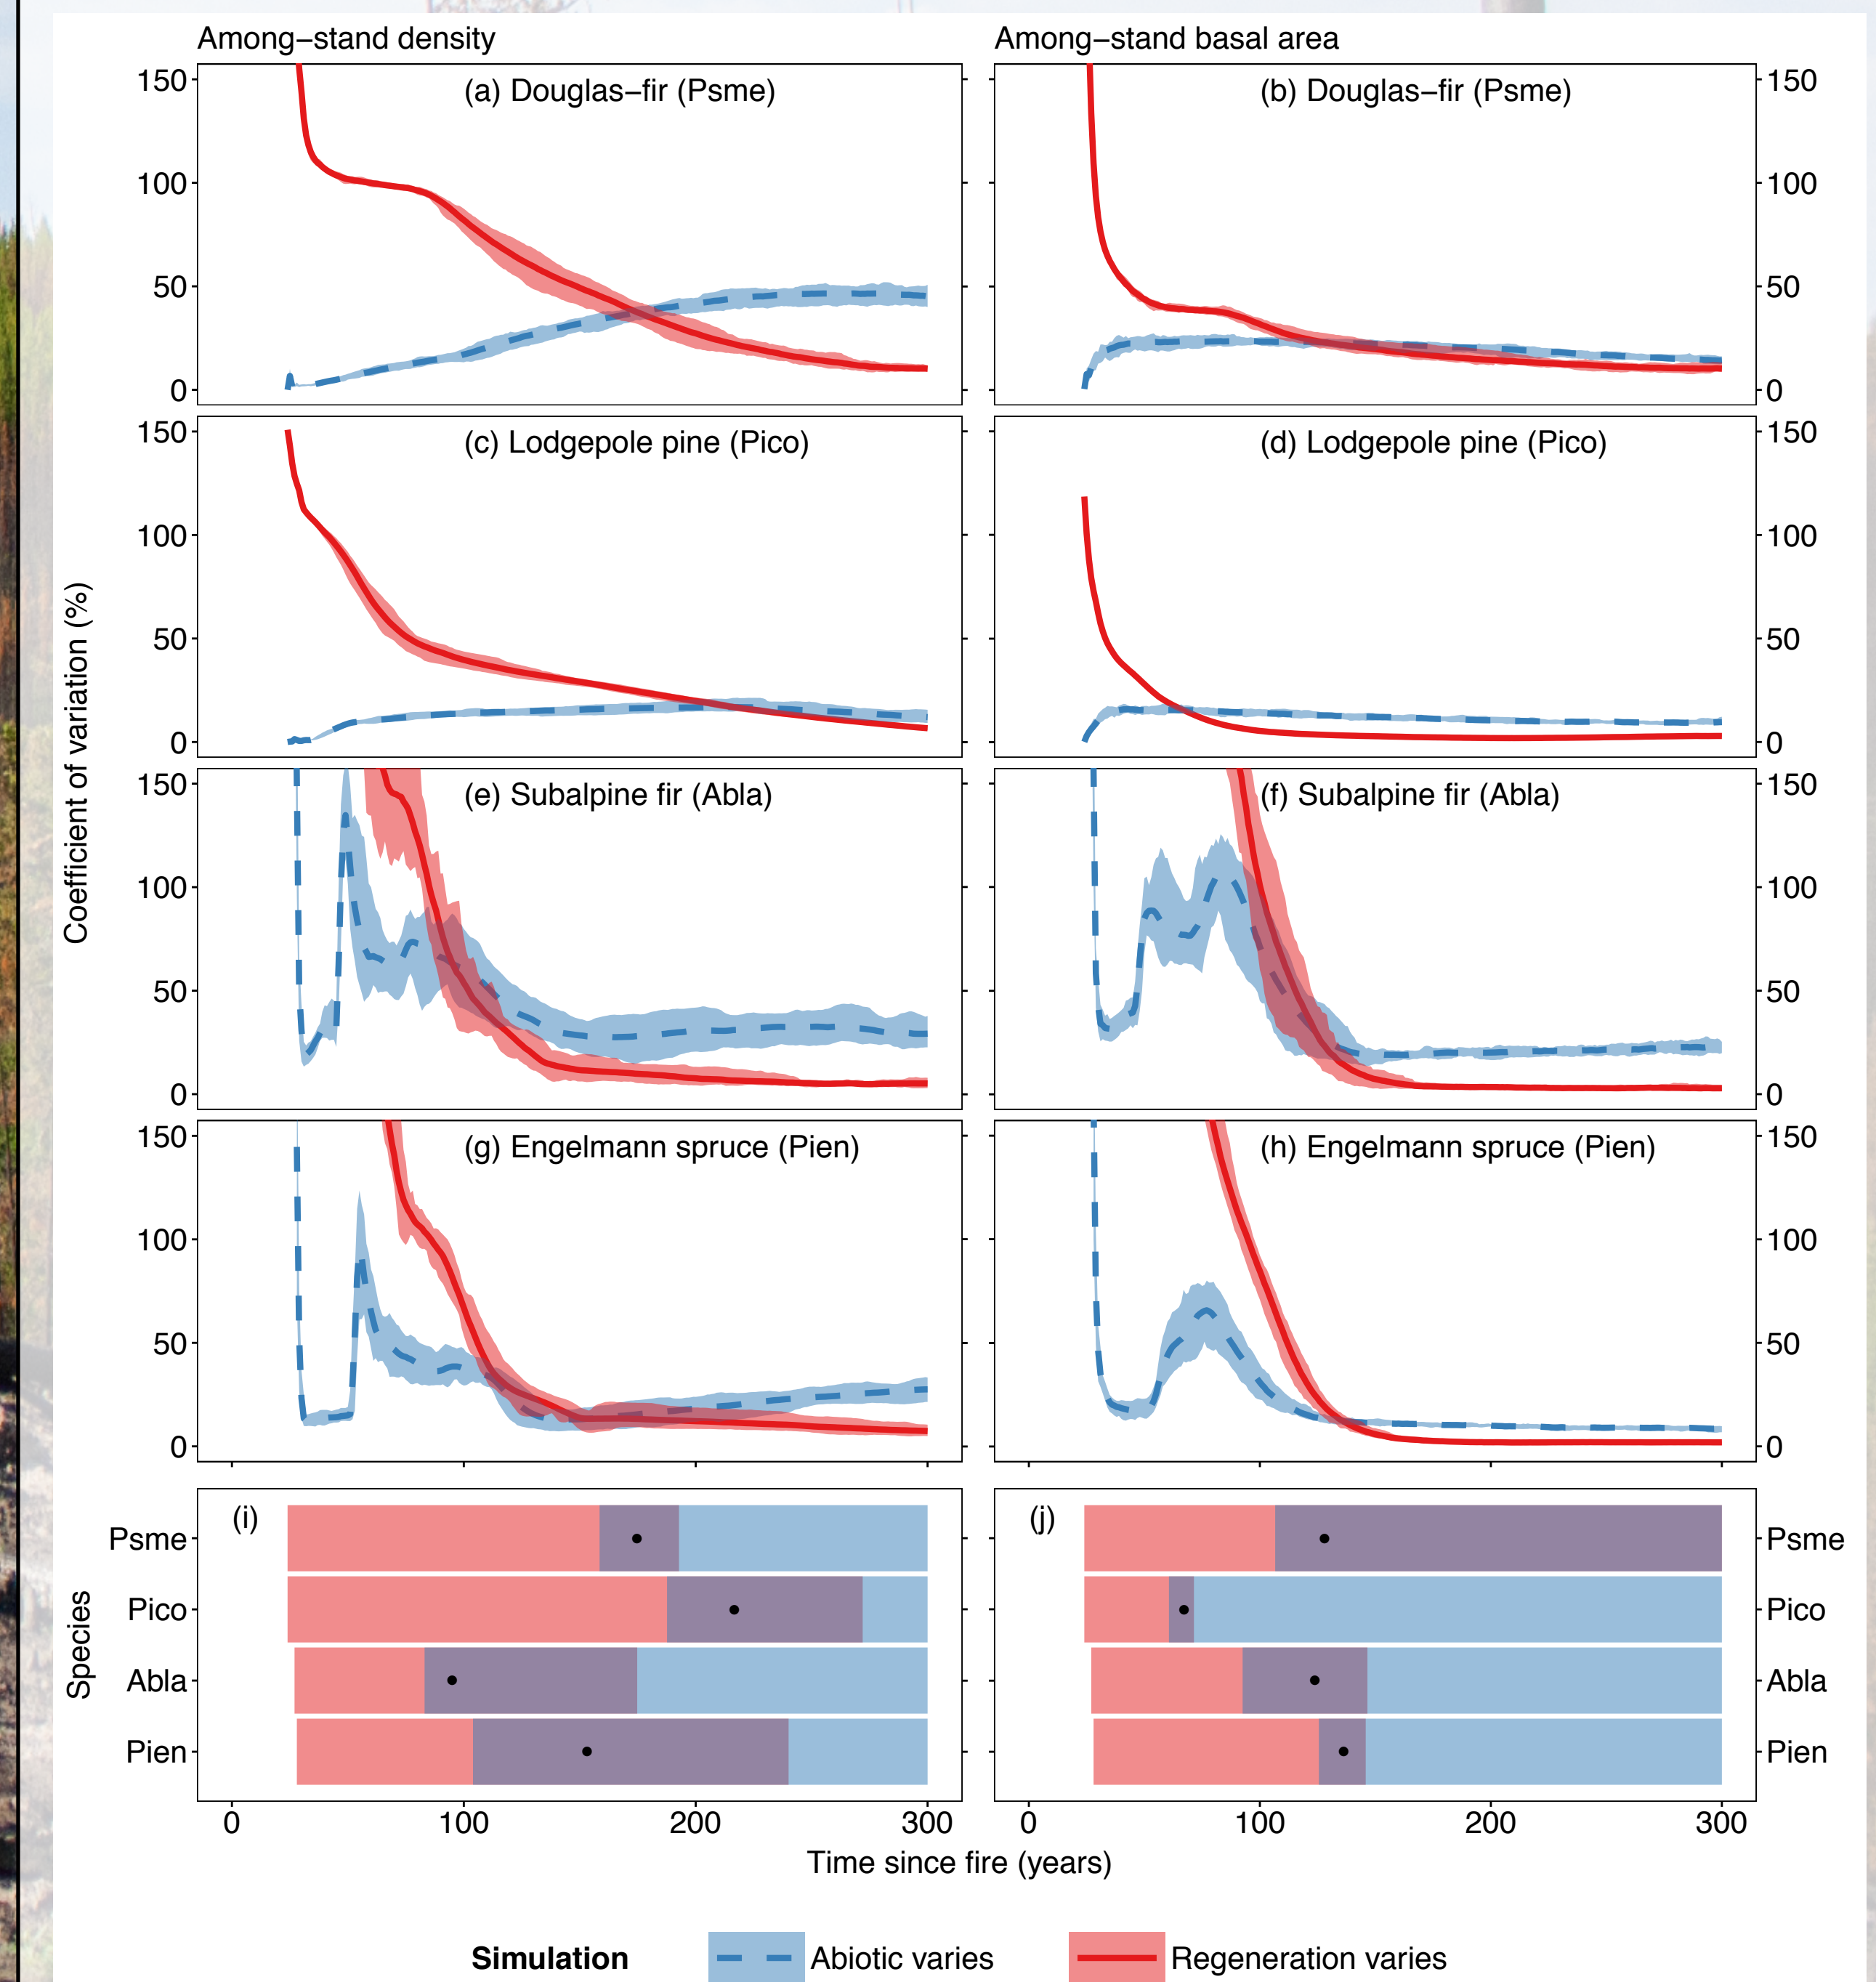 Among−stand density
Among−stand basal area
Coefficient of variation (%)
(a) Douglas−fir (Psme)
150
100
50
0
(b) Douglas−fir (Psme)
150
100
50
0
(c) Lodgepole pine (Pico)
150
100
50
0
(d) Lodgepole pine (Pico)
150
100
50
0
(e) Subalpine fir (Abla)
150
100
50
0
(f) Subalpine fir (Abla)
150
100
50
0
(g) Engelmann spruce (Pien)
150
100
50
0
(h) Engelmann spruce (Pien)
150
100
50
0
Species
(i)
Psme
Pico
Abla
Pien
0 100 200 300
(j)
Psme
Pico
Abla
Pien
0 100 200 300
Time since fire (years)
Simulation Abiotic varies Regeneration varies